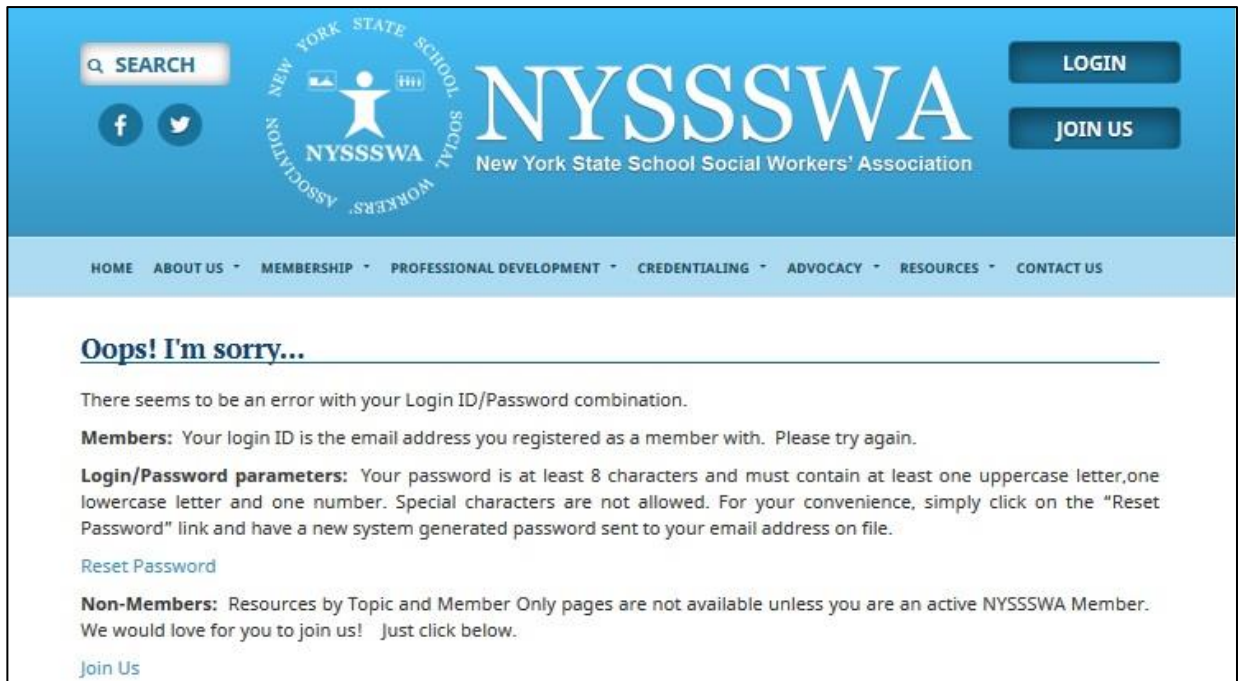 SEARCH
NEW YORK STATE SCHOOL SOCIAL WORKERS' ASSOCIATION
NYSSSWA
NYSSSWA
New York State School Social Workers' Association
LOGIN
JOIN US
HOME ABOUT US MEMBERSHIP PROFESSIONAL DEVELOPMENT CREDENTIALING ADVOCACY RESOURCES CONTACT US
Oops! I'm sorry...
There seems to be an error with your Login ID/Password combination.
Members: Your login ID is the email address you registered as a member with. Please try again.
Login/Password parameters: Your password is at least 8 characters and must contain at least one uppercase letter,one
lowercase letter and one number. Special characters are not allowed. For your convenience, simply click on the “Reset
Password” link and have a new system generated password sent to your email address on file.
Reset Password
Non-Members: Resources by Topic and Member Only pages are not available unless you are an active NYSSSWA Member.
We would love for you to join us! Just click below.
Join Us